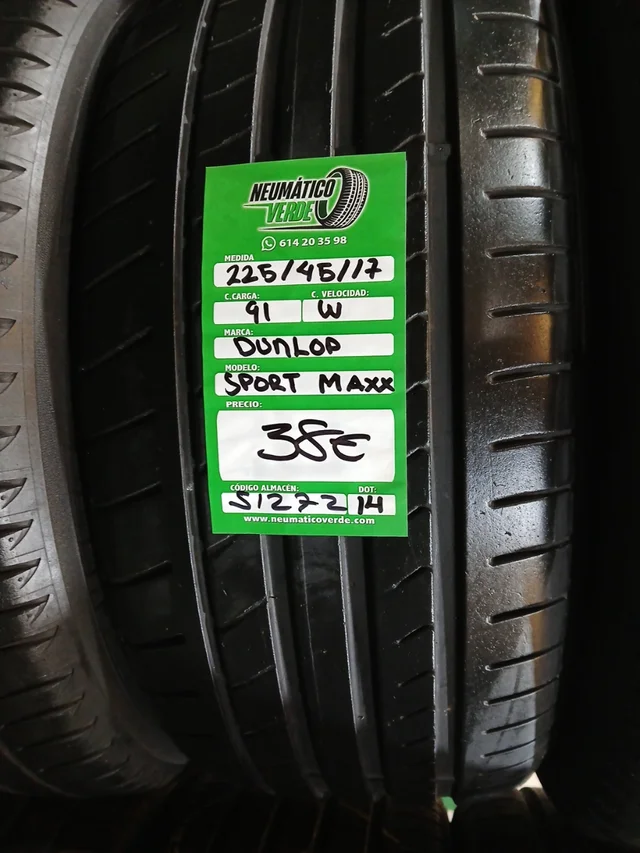 NEUMÁTICO
VERDE
614 20 35 98
MEDIDA
225/45/17
C.CARGA: C. VELOCIDAD:
91 W
MARCA:
DUNLOP
MODELO:
SPORT MAXX
PRECIO:
38€
CÓDIGO ALMACÉN: DOT:
51272 14
www.neumaticoverde.com